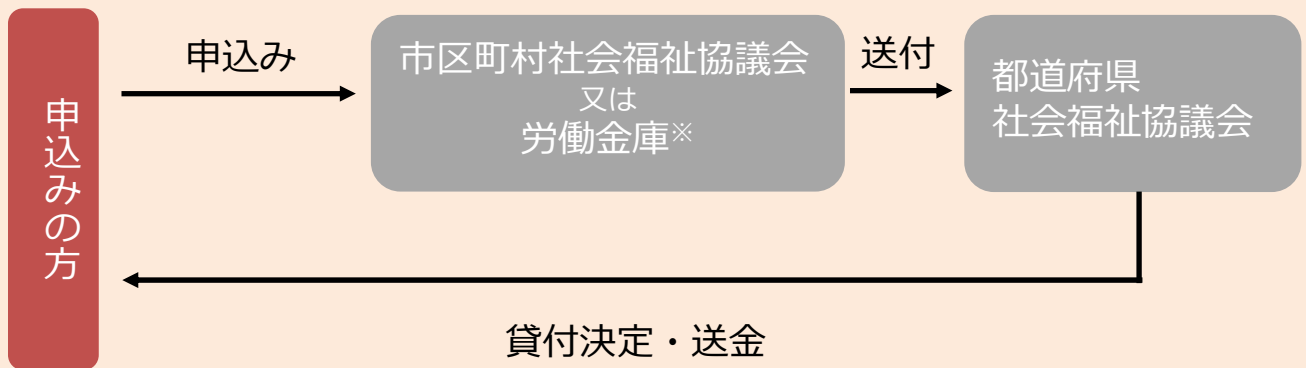 申込みの方
申込み
市区町村社会福祉協議会
又は
労働金庫※
送付
都道府県
社会福祉協議会
貸付決定・送金